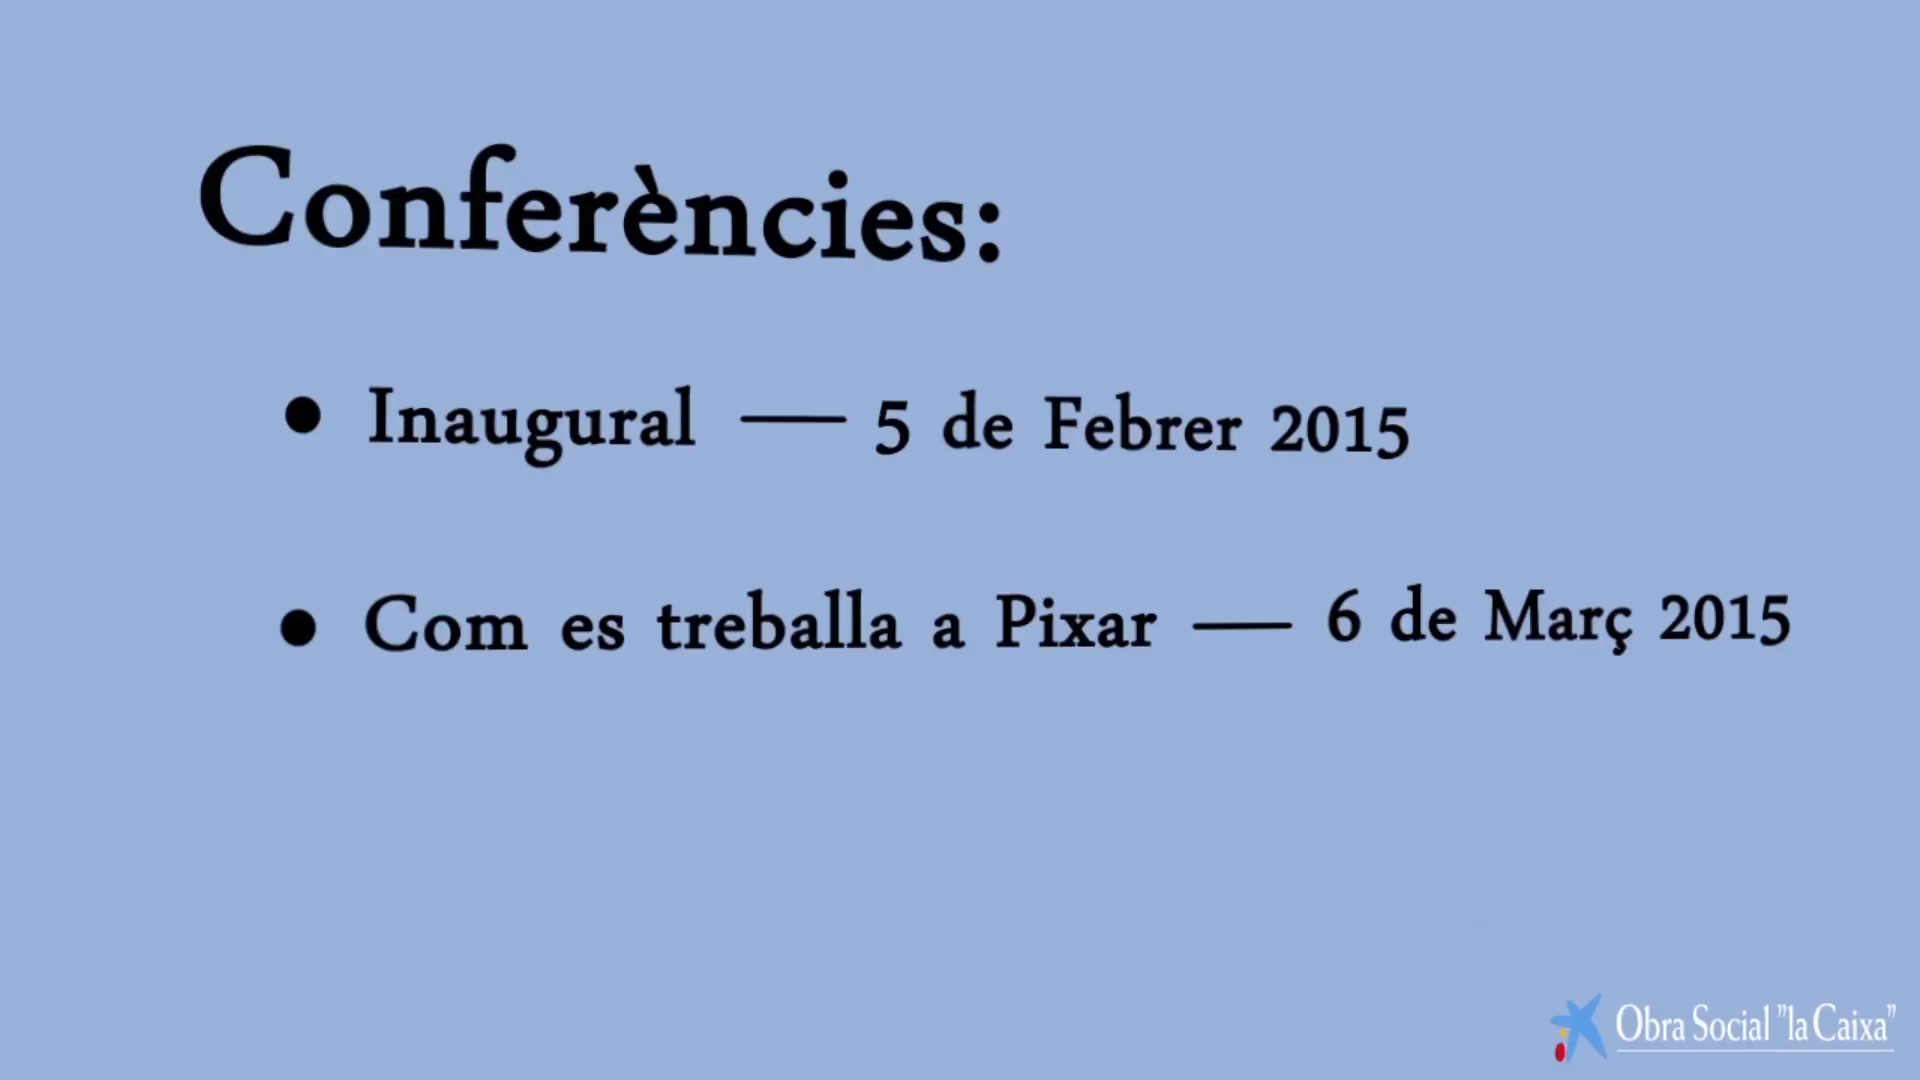 Conferències:
• Inaugural — 5 de Febrer 2015
• Com es treballa a Pixar — 6 de Març 2015
Obra Social "la Caixa"